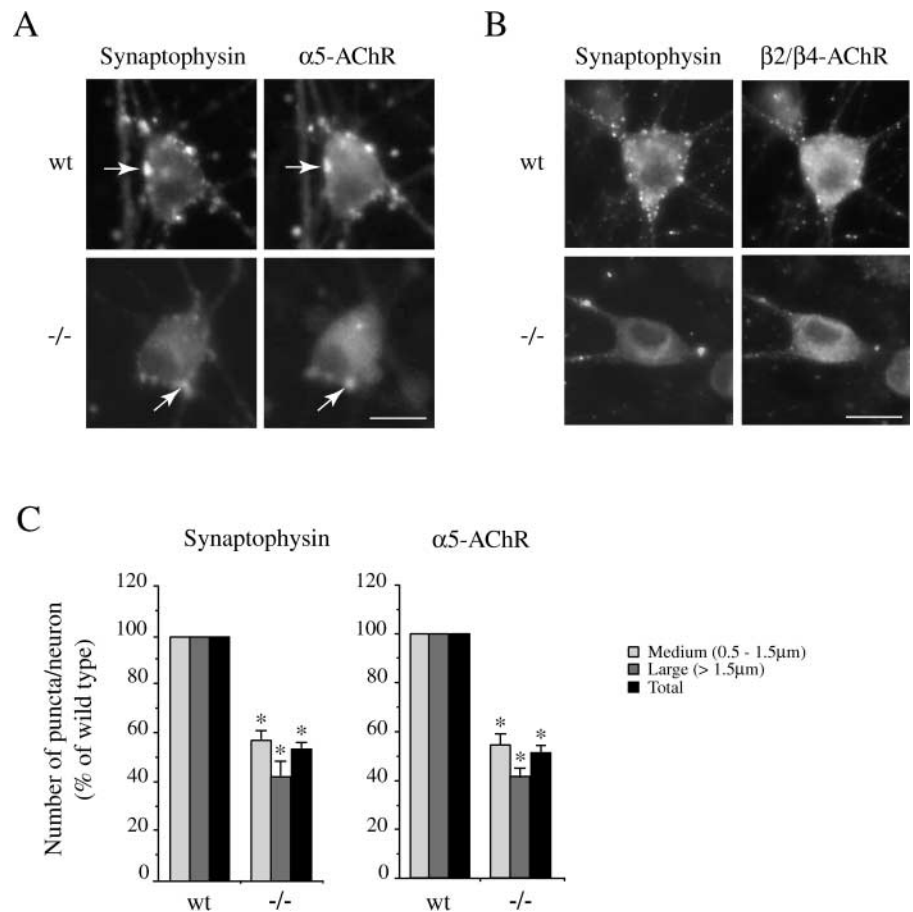 A
Synaptophysin α5-AChR
wt
-/-
B
Synaptophysin β2/β4-AChR
wt
-/-
C
Synaptophysin
Number of puncta/neuron
(% of wild type)
120
100
80
60
40
20
0
* * *
wt -/-
α5-AChR
120
100
80
60
40
20
0
* * *
wt -/-
Medium (0.5 - 1.5μm)
Large (> 1.5μm)
Total